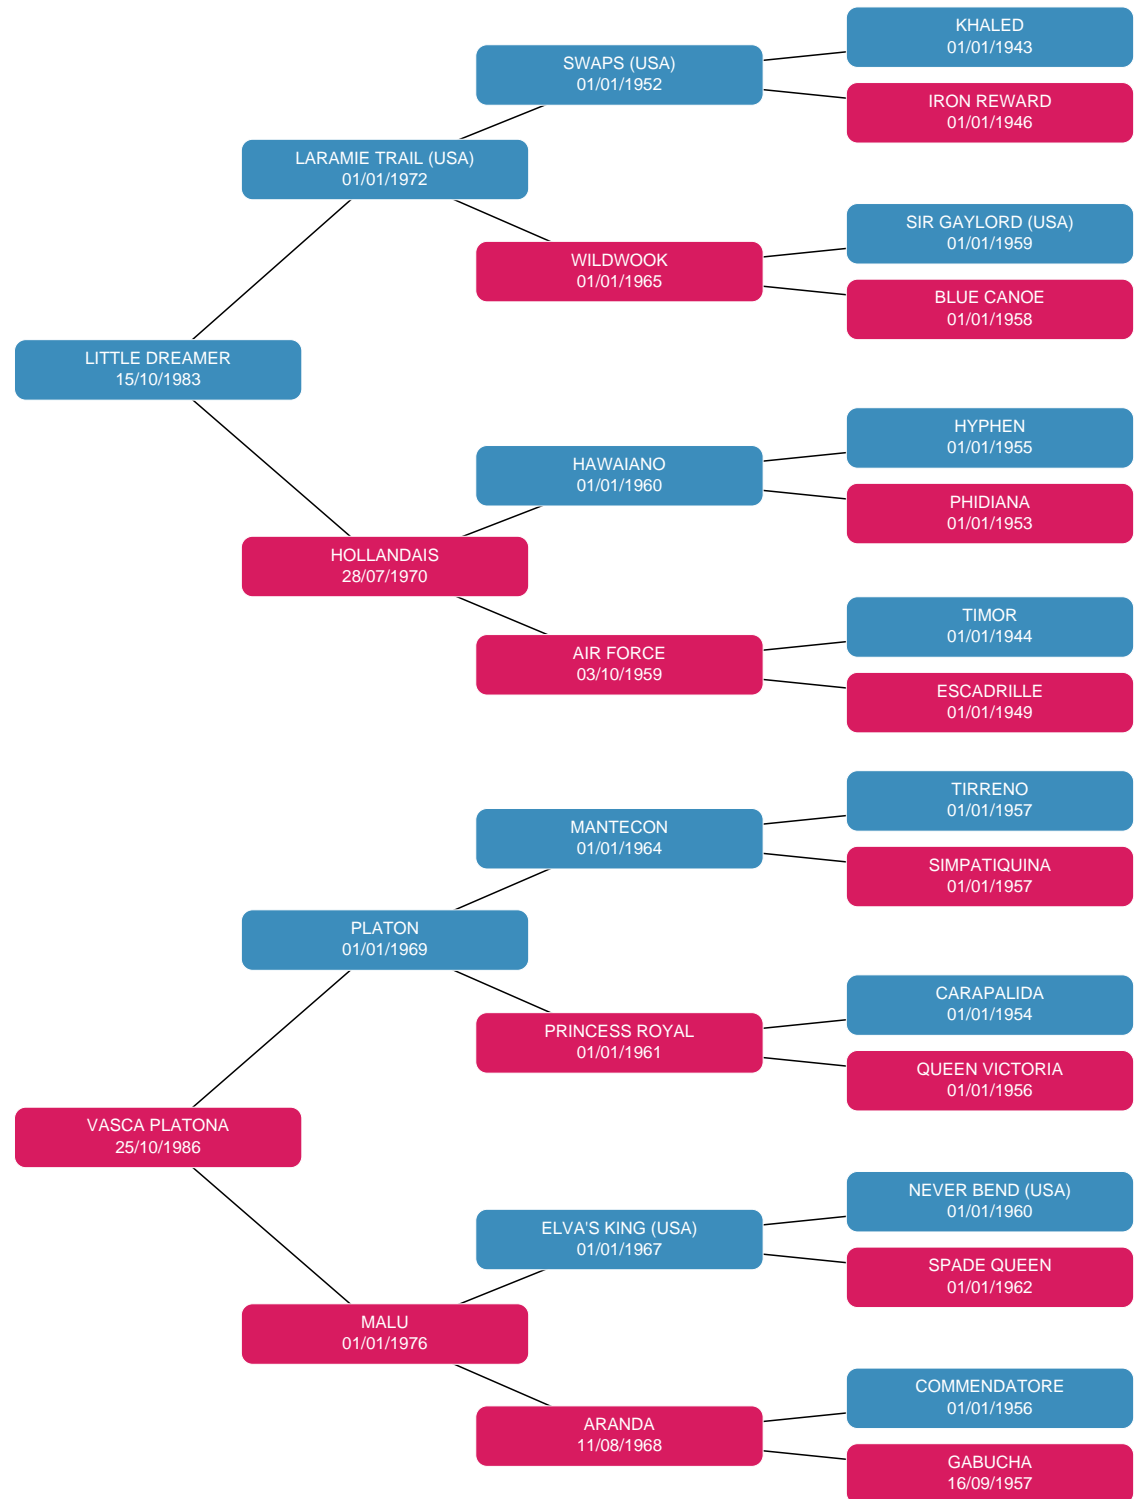 KHALED
01/01/1943
SWAPS (USA)
01/01/1952
IRON REWARD
01/01/1946
LARAMIE TRAIL (USA)
01/01/1972
SIR GAYLORD (USA)
01/01/1959
WILDWOOK
01/01/1965
BLUE CANOE
01/01/1958
LITTLE DREAMER
15/10/1983
HYPHEN
01/01/1955
HAWAIANO
01/01/1960
PHIDIANA
01/01/1953
HOLLANDAIS
28/07/1970
TIMOR
01/01/1944
AIR FORCE
03/10/1959
ESCADRILLE
01/01/1949
TIRRENO
01/01/1957
MANTECON
01/01/1964
SIMPATIQUINA
01/01/1957
PLATON
01/01/1969
CARAPALIDA
01/01/1954
PRINCESS ROYAL
01/01/1961
QUEEN VICTORIA
01/01/1956
VASCA PLATONA
25/10/1986
NEVER BEND (USA)
01/01/1960
ELVA'S KING (USA)
01/01/1967
SPADE QUEEN
01/01/1962
MALU
01/01/1976
COMMENDATORE
01/01/1956
ARANDA
11/08/1968
GABUCHA
16/09/1957